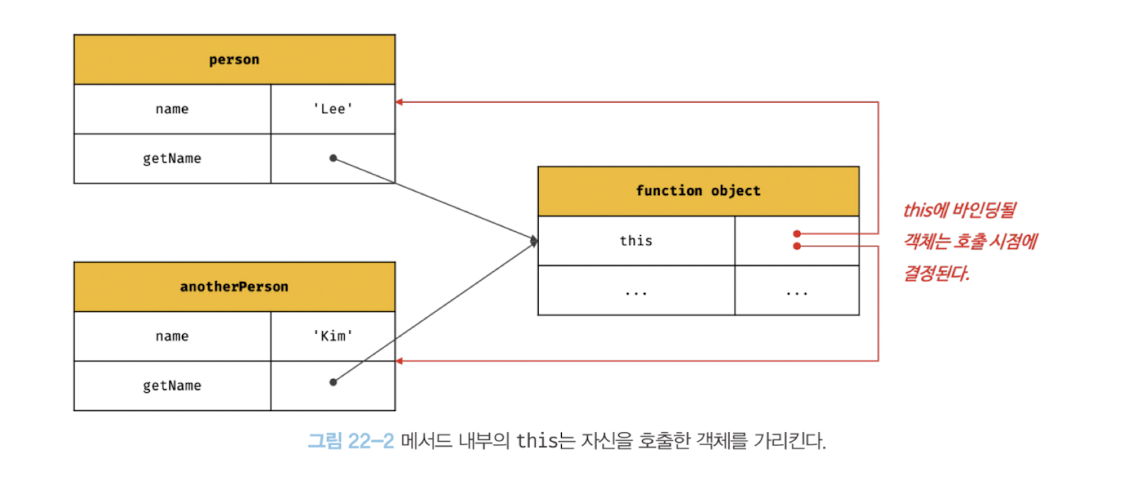 person
name 'Lee'
getName
anotherPerson
name 'Kim'
getName
function object
this
... ...
this에 바인딩될
객체는 호출 시점에
결정된다.
그림 22–2 메서드 내부의 this는 자신을 호출한 객체를 가리킨다.